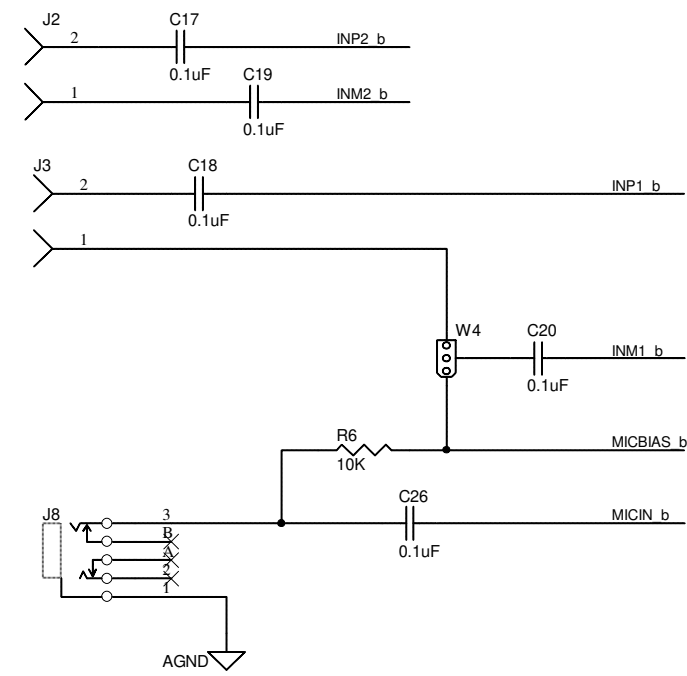 J2
C17
2
INP2_b
0.1uF
C19
1
INM2_b
0.1uF
J3
C18
2
INP1_b
0.1uF
1
W4
C20
INM1_b
0.1uF
R6
MICBIAS_b
10K
C26
J8
3
MICIN_b
B
0.1uF
A
2
1
AGND